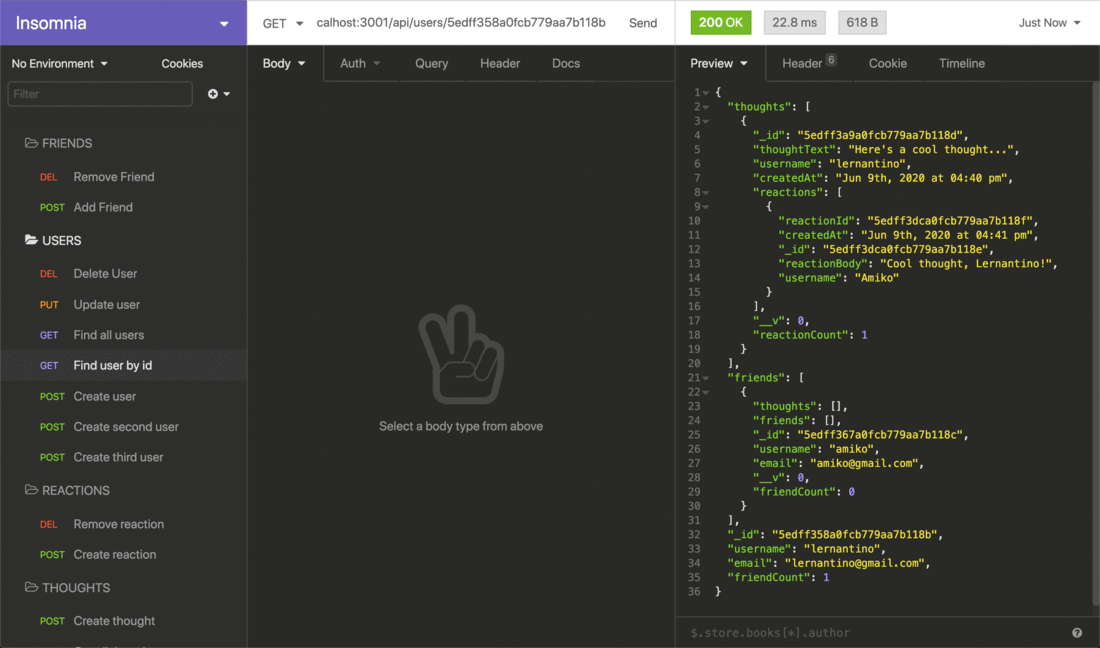 Insomnia
No Environment
Cookies
Filter
FRIENDS
DEL Remove Friend
POST Add Friend
USERS
DEL Delete User
PUT Update user
GET Find all users
GET Find user by id
POST Create user
POST Create second user
POST Create third user
REACTIONS
DEL Remove reaction
POST Create reaction
THOUGHTS
POST Create thought
GET calhost:3001/api/users/5edff358a0fcb779aa7b118b Send
Body Auth Query Header Docs
Select a body type from above
200 OK 22.8 ms 618 B Just Now
Preview Header 6 Cookie Timeline
1 {
2 "thoughts": [
3 {
4 "_id": "5edff3a9a0fcb779aa7b118d",
5 "thoughtText": "Here's a cool thought...",
6 "username": "lernantino",
7 "createdAt": "Jun 9th, 2020 at 04:40 pm",
8 "reactions": [
9 {
10 "reactionId": "5edff3dca0fcb779aa7b118f",
11 "createdAt": "Jun 9th, 2020 at 04:41 pm",
12 "_id": "5edff3dca0fcb779aa7b118e",
13 "reactionBody": "Cool thought, Lernantino!",
14 "username": "Amiko"
15 }
16 ],
17 "__v": 0,
18 "reactionCount": 1
19 }
20 ],
21 "friends": [
22 {
23 "thoughts": [],
24 "friends": [],
25 "_id": "5edff367a0fcb779aa7b118c",
26 "username": "amiko",
27 "email": "amiko@gmail.com",
28 "__v": 0,
29 "friendCount": 0
30 }
31 ],
32 "_id": "5edff358a0fcb779aa7b118b",
33 "username": "lernantino",
34 "email": "lernantino@gmail.com",
35 "friendCount": 1
36 }
$.store.books[*].author